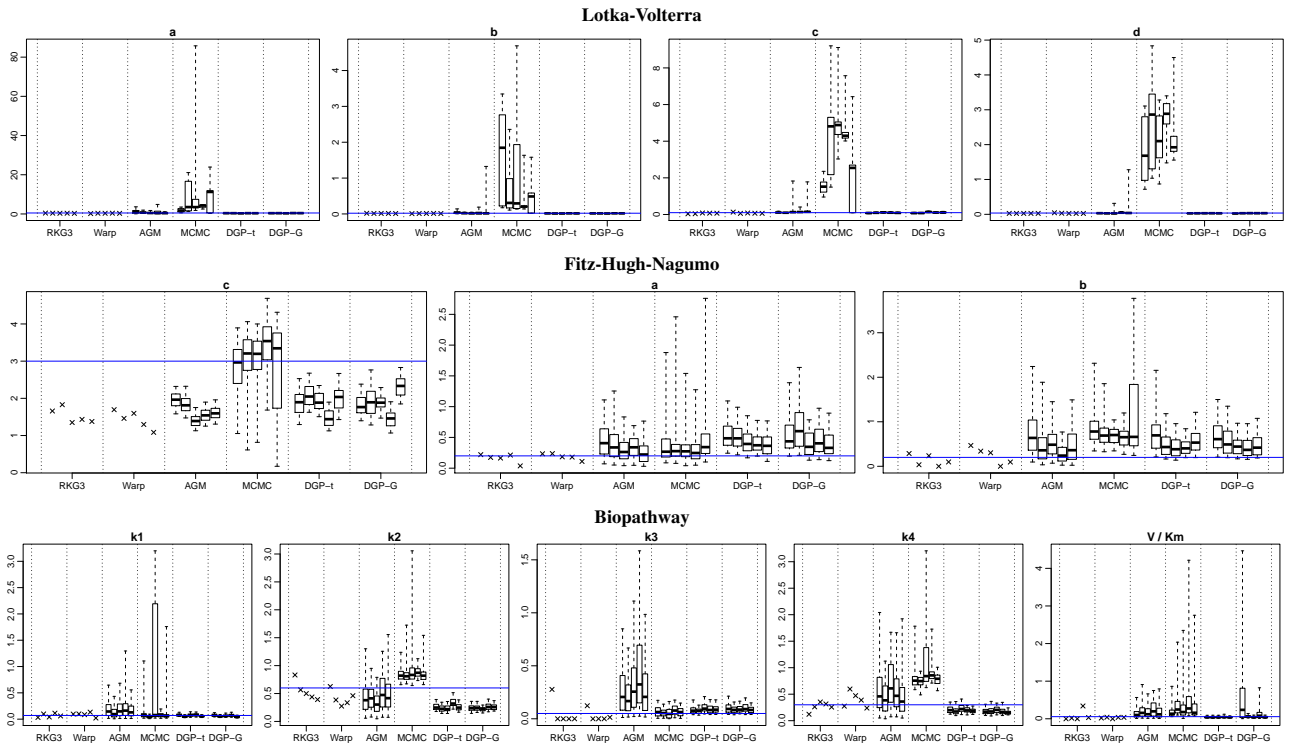 Lotka-Volterra
a b c d
0 20 40 60 80
0 1 2 3 4
0 2 4 6 8
0 1 2 3 4 5
RKG3 Warp AGM MCMC DGP−t DGP−G
RKG3 Warp AGM MCMC DGP−t DGP−G
RKG3 Warp AGM MCMC DGP−t DGP−G
RKG3 Warp AGM MCMC DGP−t DGP−G
Fitz-Hugh-Nagumo
c a b
0 1 2 3 4
0.0 0.5 1.0 1.5 2.0 2.5
0 1 2 3
RKG3 Warp AGM MCMC DGP−t DGP−G
RKG3 Warp AGM MCMC DGP−t DGP−G
RKG3 Warp AGM MCMC DGP−t DGP−G
Biopathway
k1 k2 k3 k4 V / Km
0.0 0.5 1.0 1.5 2.0 2.5 3.0
0.0 0.5 1.0 1.5 2.0 2.5 3.0
0.0 0.5 1.0 1.5
0.0 0.5 1.0 1.5 2.0 2.5 3.0
0 1 2 3 4
RKG3 Warp AGM MCMC DGP−t DGP−G
RKG3 Warp AGM MCMC DGP−t DGP−G
RKG3 Warp AGM MCMC DGP−t DGP−G
RKG3 Warp AGM MCMC DGP−t DGP−G
RKG3 Warp AGM MCMC DGP−t DGP−G